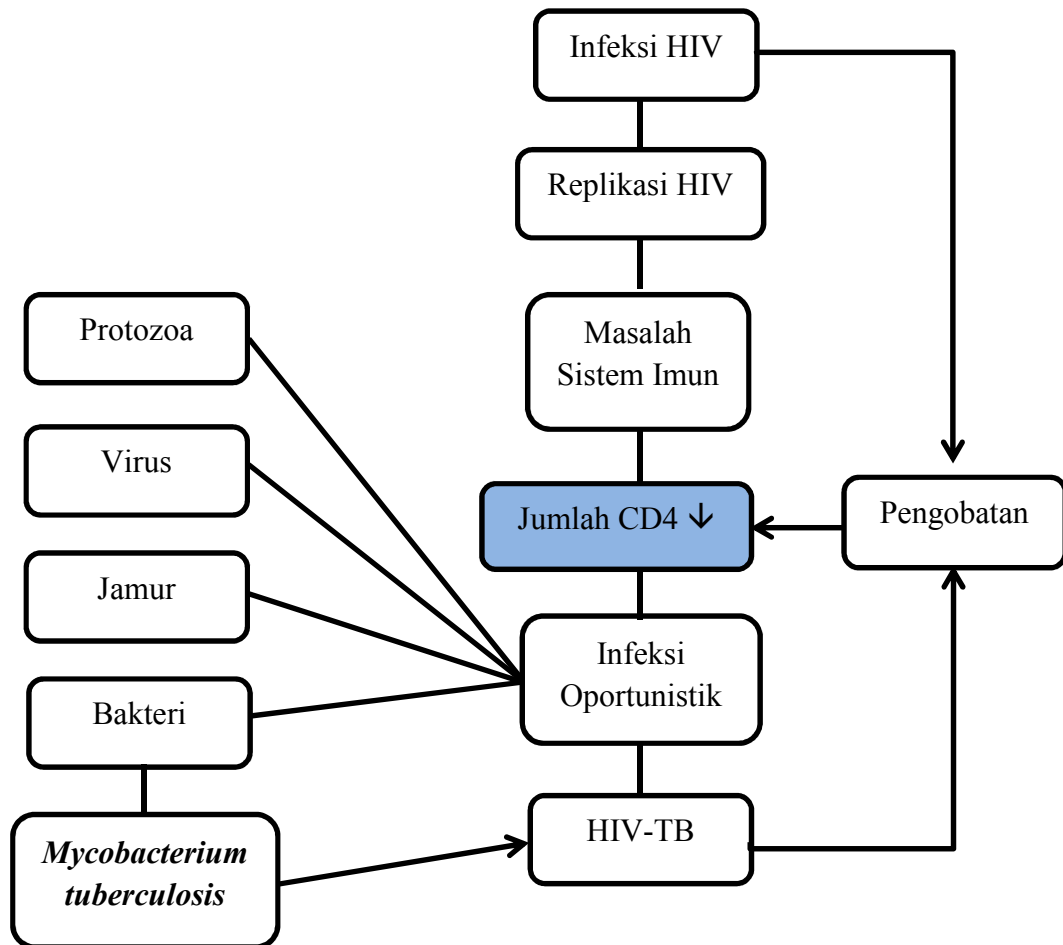 Infeksi HIV
Replikasi HIV
Protozoa
Masalah
Sistem Imun
Virus
Jumlah CD4 ↓
Pengobatan
Jamur
Infeksi
Oportunistik
Bakteri
HIV-TB
Mycobacterium
tuberculosis